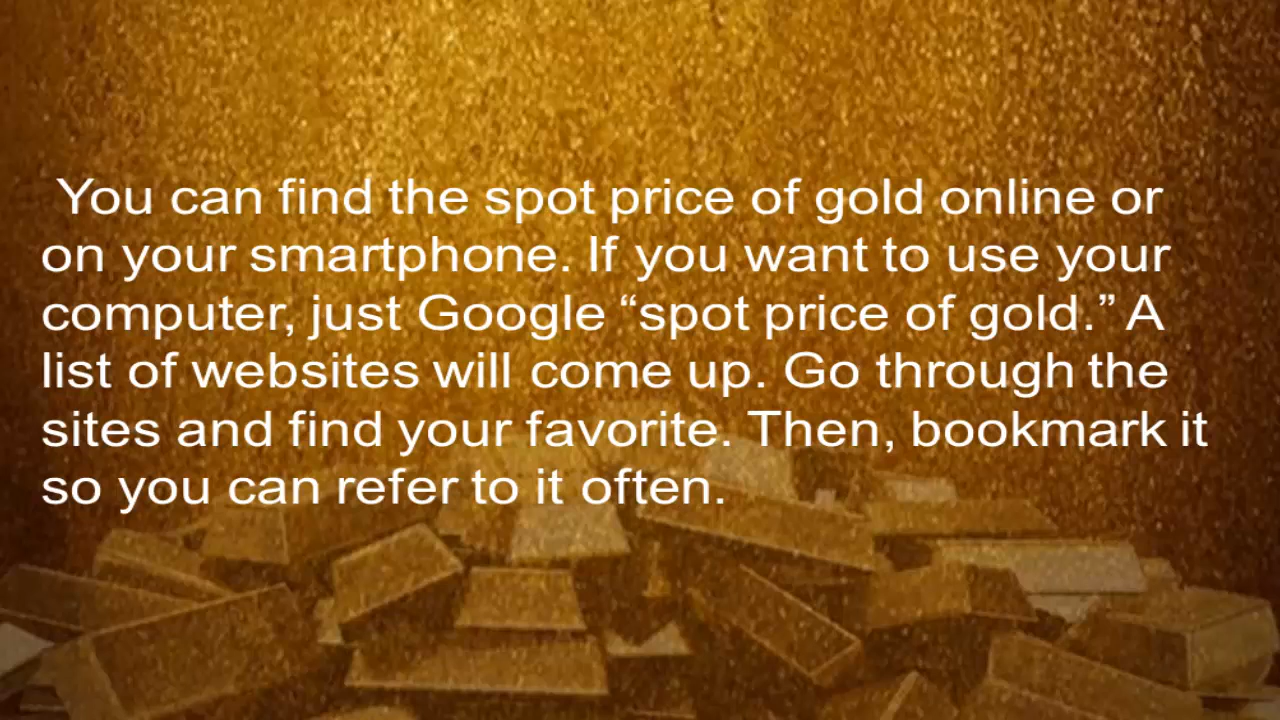 You can find the spot price of gold online or
on your smartphone. If you want to use your
computer, just Google “spot price of gold.” A
list of websites will come up. Go through the
sites and find your favorite. Then, bookmark it
so you can refer to it often.